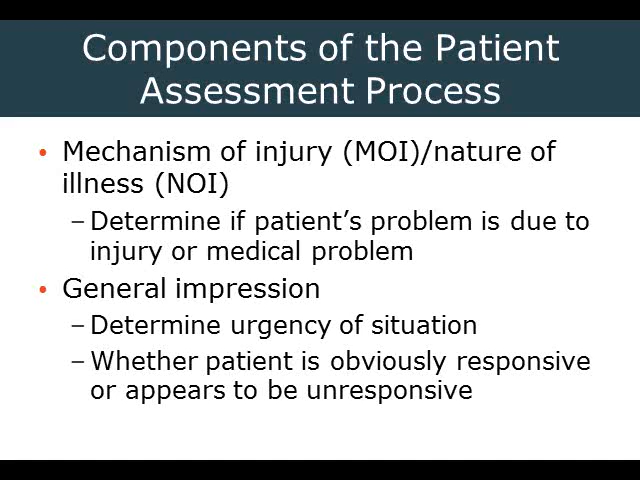 Components of the Patient
Assessment Process
• Mechanism of injury (MOI)/nature of
illness (NOI)
– Determine if patient's problem is due to
injury or medical problem
• General impression
– Determine urgency of situation
– Whether patient is obviously responsive
or appears to be unresponsive